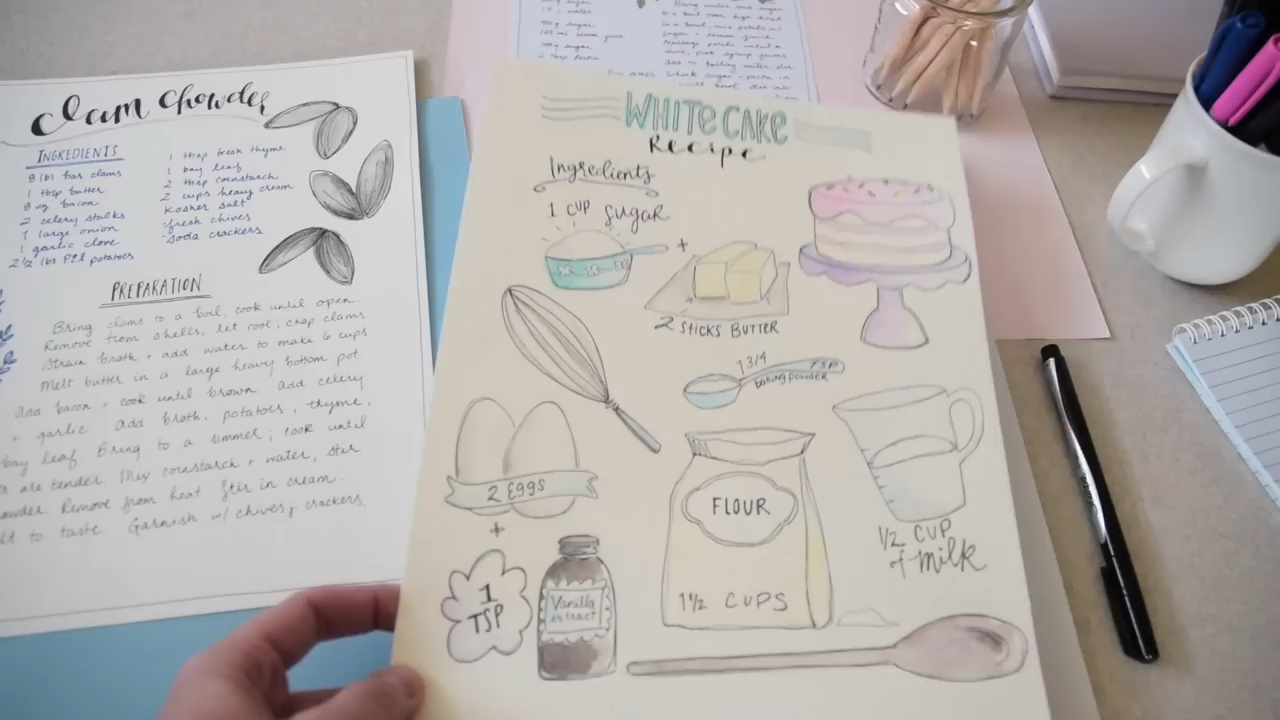 Clam Chowder
INGREDIENTS
8 lbs bar clams
1 tbsp butter
8 oz bacon
2 celery stalks
1 large onion
1 garlic clove
2 1/2 lbs PEI potatoes
1 tbsp fresh thyme
1 bay leaf
2 tbsp cornstarch
2 cups heavy cream
Kosher salt
fresh chives
soda crackers
PREPARATION
Bring clams to a boil, cook until open.
Remove from shells, let cool; chop clams
Strain broth + add water to make 6 cups
Melt butter in a large heavy bottom pot
Add bacon + cook until brown. Add celery
+ garlic. Add broth, potatoes, thyme,
bay leaf Bring to a simmer; cook until
are tender. Mix cornstarch + water, stir
Remove from heat. Stir in cream.
to taste. Garnish w/ chives, crackers.
WHITE CAKE
Recipe
Ingredients
1 CUP Sugar
+
2 STICKS BUTTER
1 3/4 TSP
baking powder
2 Eggs
+
1
TSP
Vanilla
extract
FLOUR
1 1/2 CUPS
1/2 CUP
of milk
water
sugar
sugar